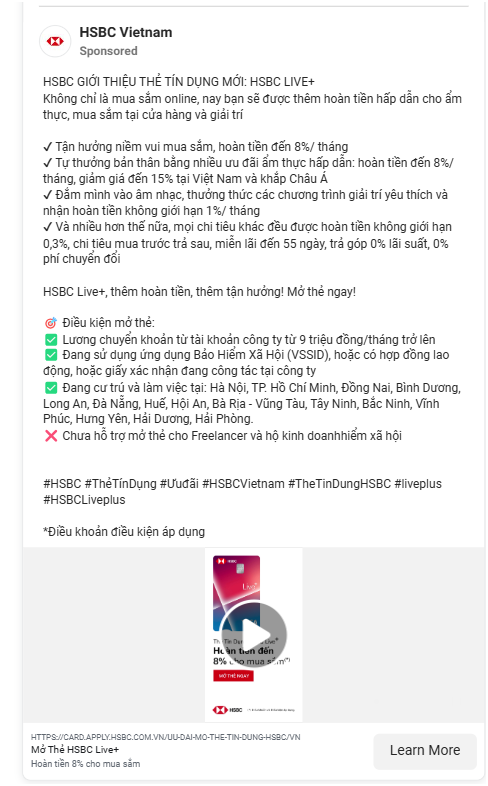 HSBC Vietnam
Sponsored
HSBC GIỚI THIỆU THẺ TÍN DỤNG MỚI: HSBC LIVE+
Không chỉ là mua sắm online, nay bạn sẽ được thêm hoàn tiền hấp dẫn cho ẩm
thực, mua sắm tại cửa hàng và giải trí
✓ Tận hưởng niềm vui mua sắm, hoàn tiền đến 8%/ tháng
✓ Tự thưởng bản thân bằng nhiều ưu đãi ẩm thực hấp dẫn: hoàn tiền đến 8%/
tháng, giảm giá đến 15% tại Việt Nam và khắp Châu Á
✓ Đắm mình vào âm nhạc, thưởng thức các chương trình giải trí yêu thích và
nhận hoàn tiền không giới hạn 1%/ tháng
✓ Và nhiều hơn thế nữa, mọi chi tiêu khác đều được hoàn tiền không giới hạn
0,3%, chi tiêu mua trước trả sau, miễn lãi đến 55 ngày, trả góp 0% lãi suất, 0%
phí chuyển đổi
HSBC Live+, thêm hoàn tiền, thêm tận hưởng! Mở thẻ ngay!
🎯 Điều kiện mở thẻ:
✅ Lương chuyển khoản từ tài khoản công ty từ 9 triệu đồng/tháng trở lên
✅ Đang sử dụng ứng dụng Bảo Hiểm Xã Hội (VSSID), hoặc có hợp đồng lao
động, hoặc giấy xác nhận đang công tác tại công ty
✅ Đang cư trú và làm việc tại: Hà Nội, TP. Hồ Chí Minh, Đồng Nai, Bình Dương,
Long An, Đà Nẵng, Huế, Hội An, Bà Rịa - Vũng Tàu, Tây Ninh, Bắc Ninh, Vĩnh
Phúc, Hưng Yên, Hải Dương, Hải Phòng.
❌ Chưa hỗ trợ mở thẻ cho Freelancer và hộ kinh doanhhiểm xã hội
#HSBC #ThẻTínDụng #Ưuđãi #HSBCVietnam #TheTinDungHSBC #liveplus
#HSBCLiveplus
*Điều khoản điều kiện áp dụng
HSBC
Live+
Thẻ Tín Dụng Live+
Hoàn tiền đến
8% cho mua sắm(*)
MỞ THẺ NGAY
HSBC
HTTPS://CARD.APPLY.HSBC.COM.VN/UU-DAI-MO-THE-TIN-DUNG-HSBC/VN
Mở Thẻ HSBC Live+
Hoàn tiền 8% cho mua sắm
Learn More